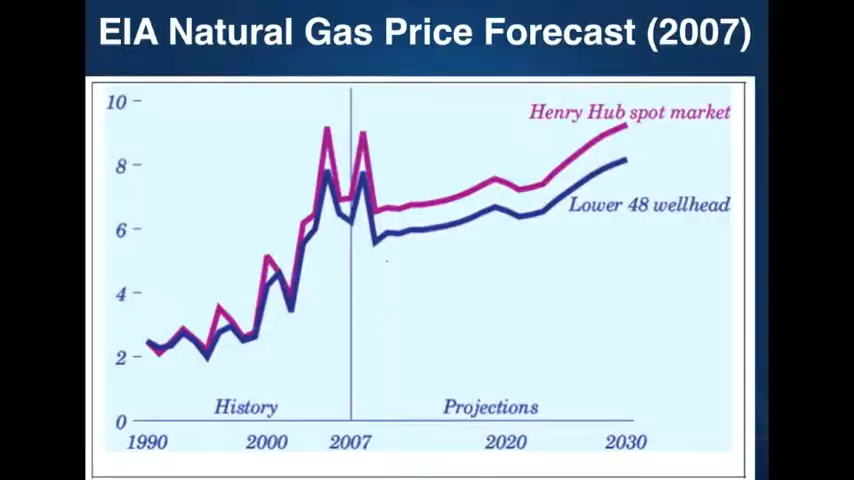 EIA Natural Gas Price Forecast (2007)
10
Henry Hub spot market
8
Lower 48 wellhead
6
4
2
History
Projections
0
1990
2000
2007
2020
2030